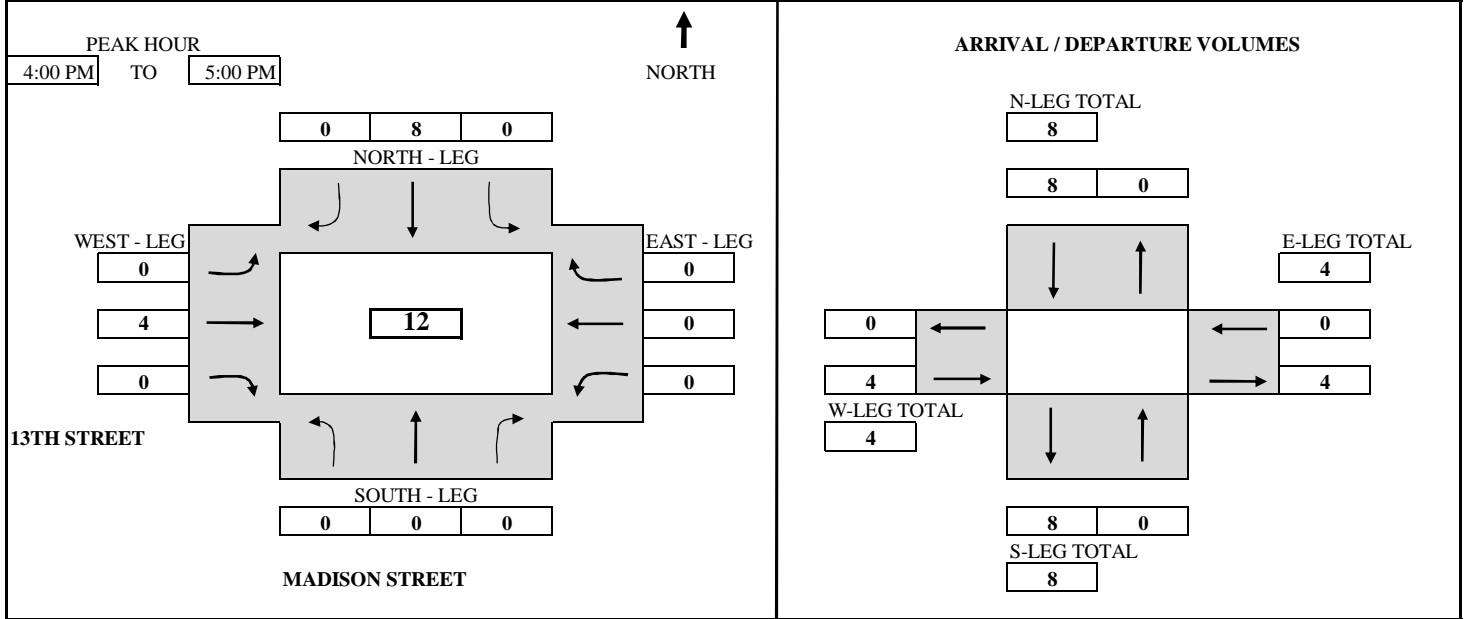 PEAK HOUR
4:00 PM TO 5:00 PM
NORTH
0 8 0
NORTH - LEG
WEST - LEG
EAST - LEG
0
0
4
12
0
0
0
13TH STREET
SOUTH - LEG
0 0 0
MADISON STREET
ARRIVAL / DEPARTURE VOLUMES
N-LEG TOTAL
8
8 0
E-LEG TOTAL
4
0
0
4
4
W-LEG TOTAL
4
8 0
S-LEG TOTAL
8